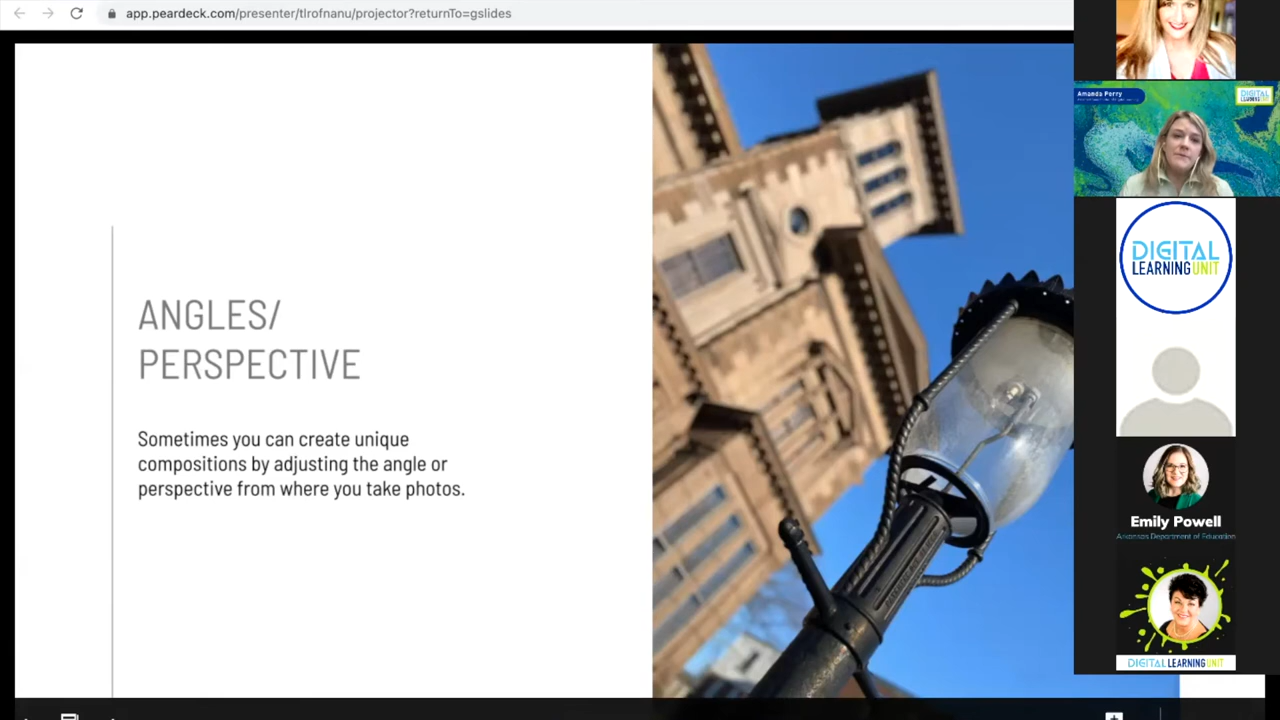 app.peardeck.com/presenter/tlrofnanu/projector?returnTo=gslides
ANGLES/
PERSPECTIVE
Sometimes you can create unique
compositions by adjusting the angle or
perspective from where you take photos.
Amanda Perry
DIGITAL
LEARNING UNIT
DIGITAL
LEARNING UNIT
Emily Powell
Arkansas Department of Education
DIGITAL LEARNING UNIT